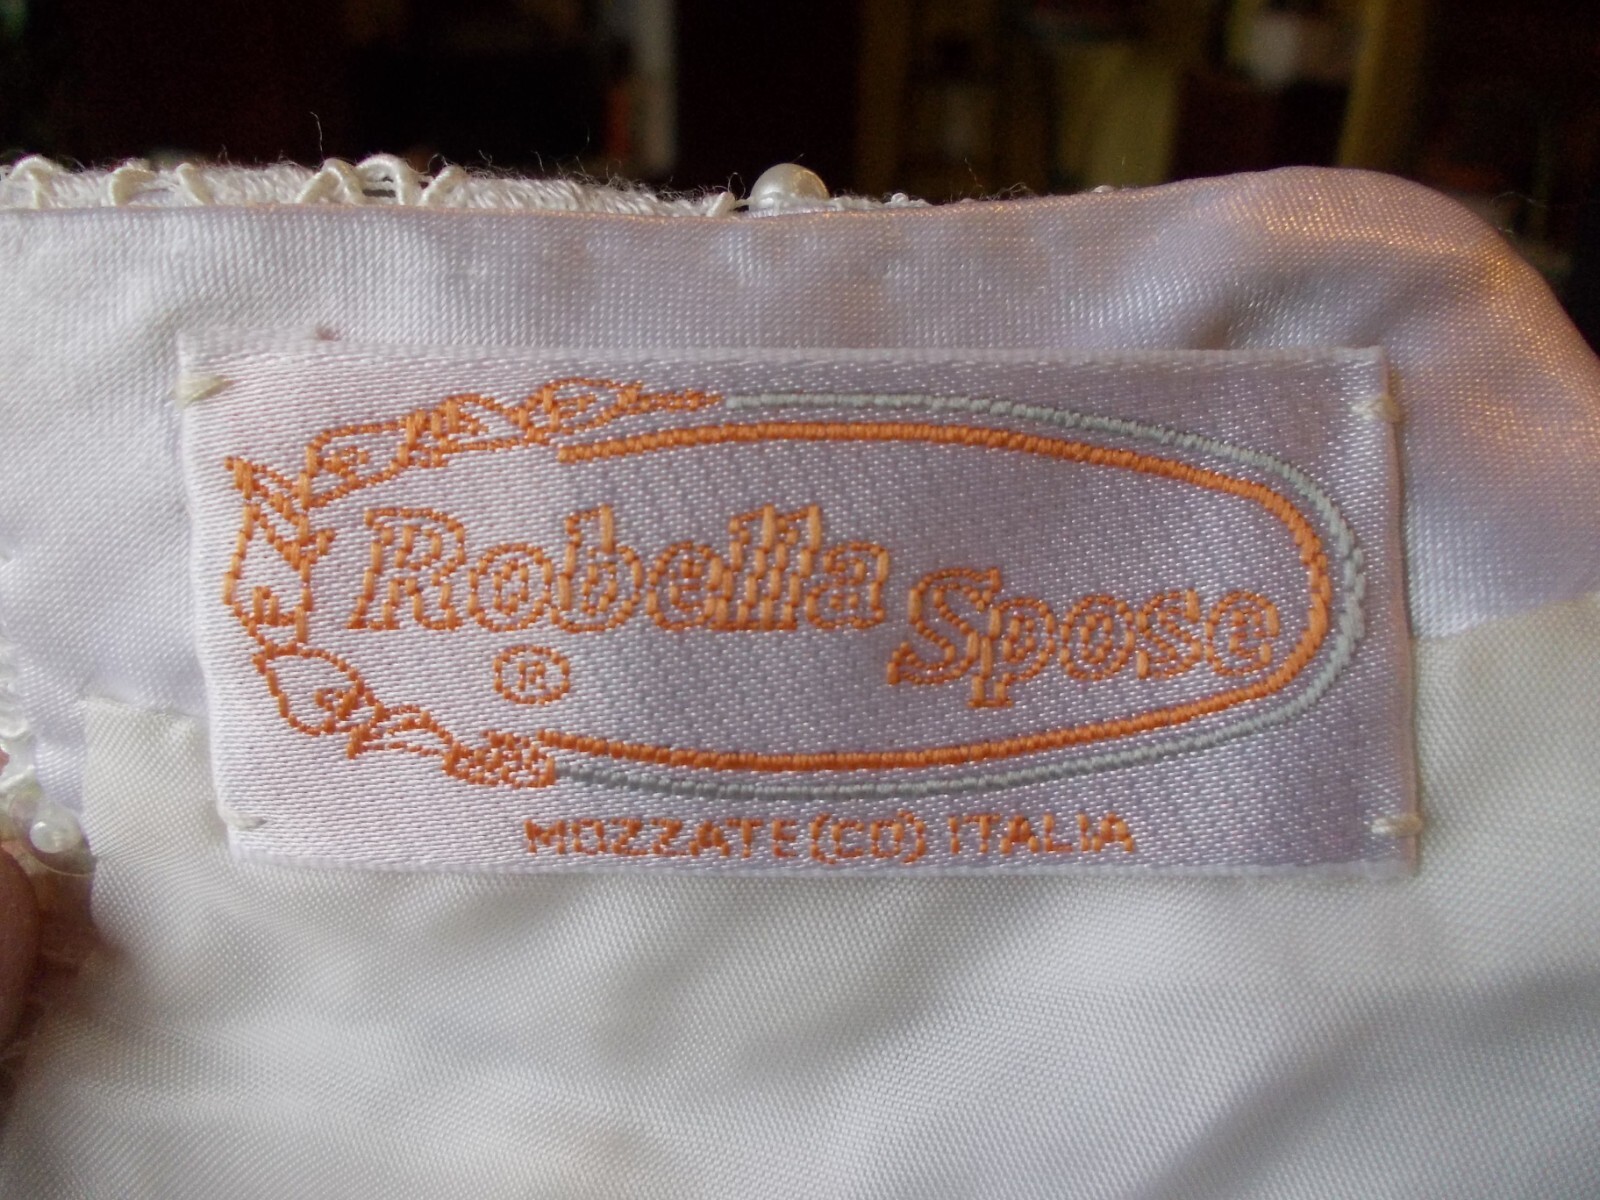 Robella Spose
®
MOZZATE (CO) ITALIA